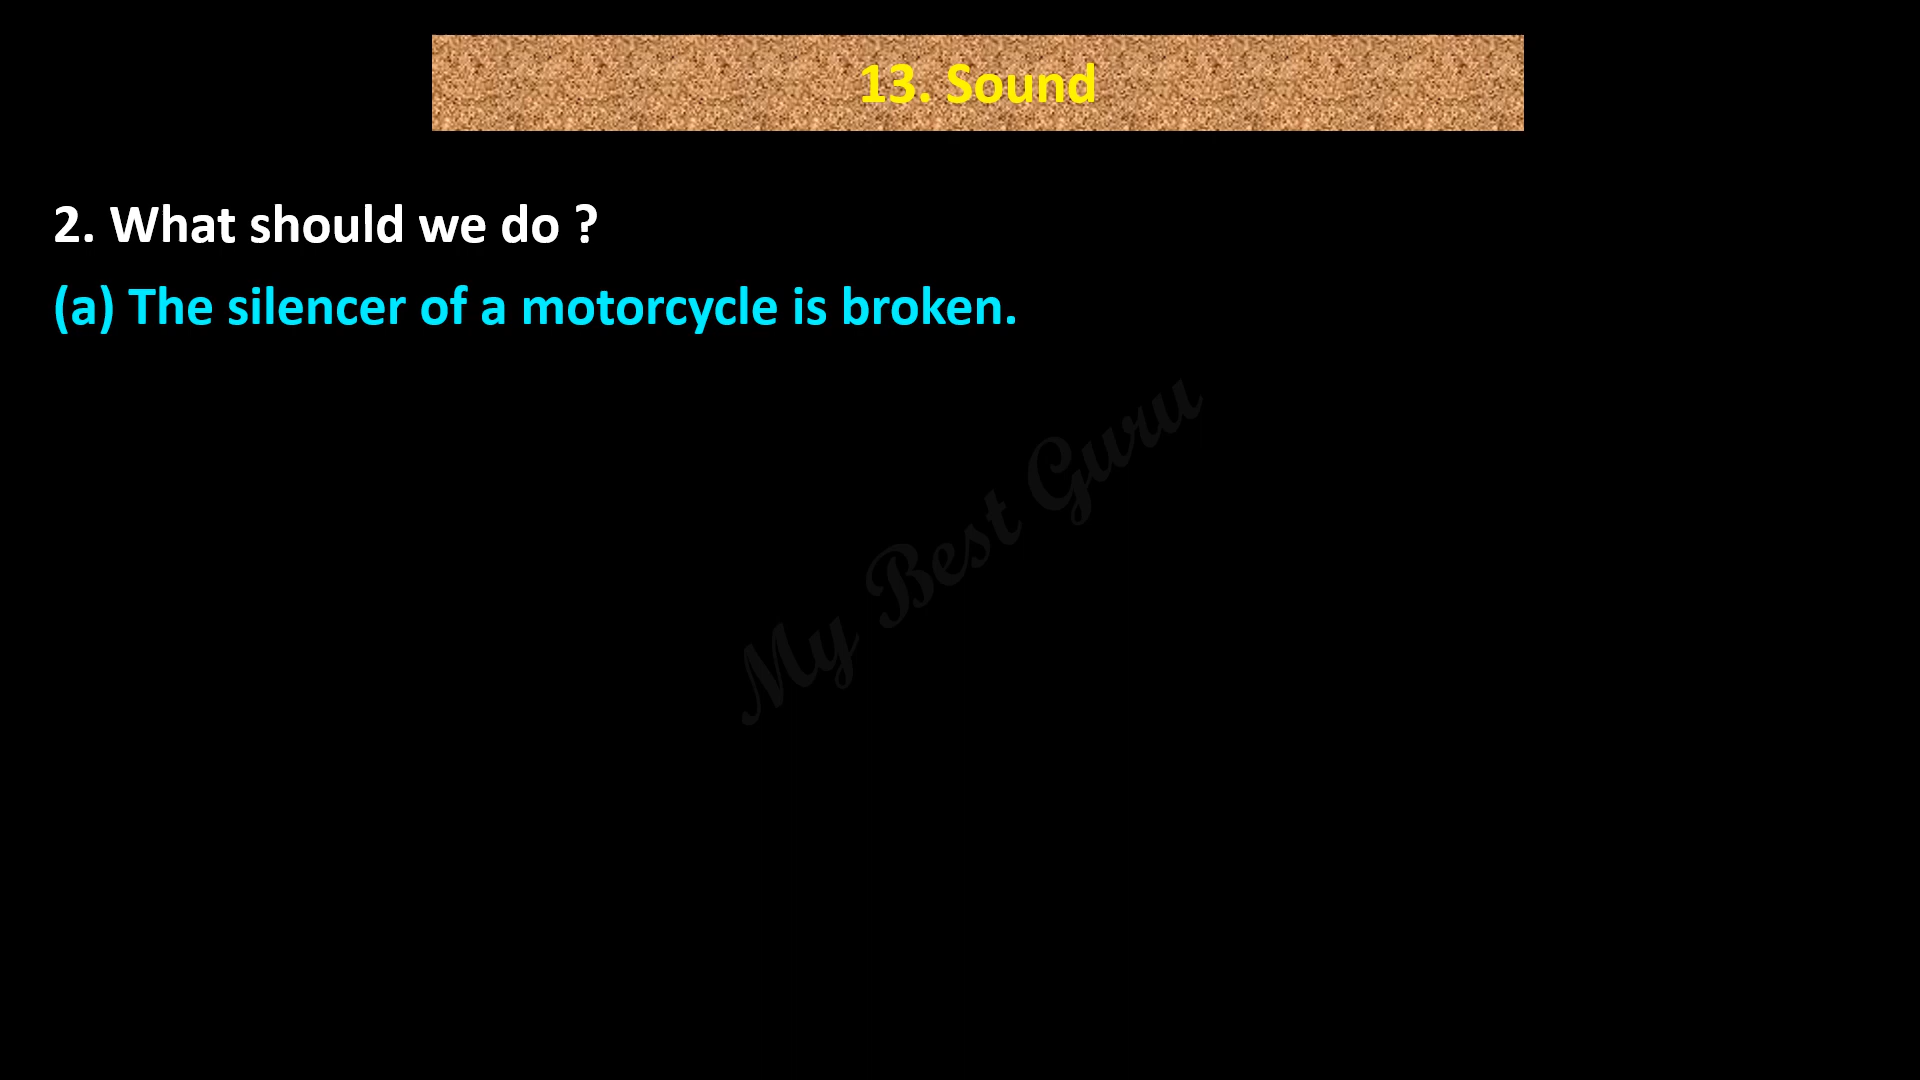 13. Sound
2. What should we do ?
(a) The silencer of a motorcycle is broken.
My Best Guru